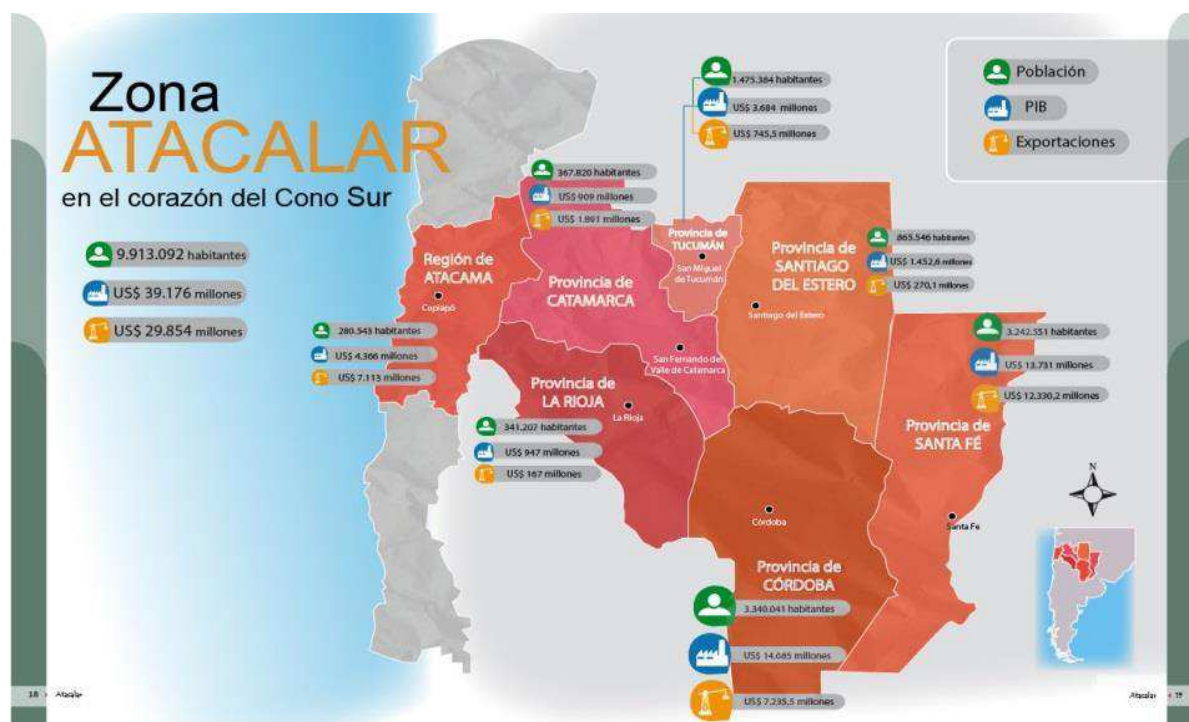 Zona
ATACALAR
en el corazón del Cono Sur
9.913.092 habitantes
US$ 39.176 millones
US$ 29.854 millones
1.475.384 habitantes
US$ 3.684 millones
US$ 745,5 millones
Población
PIB
Exportaciones
367.820 habitantes
US$ 909 millones
US$ 1.891 millones
Región de
ATACAMA
Copiapó
280.543 habitantes
US$ 4.366 millones
US$ 7.113 millones
Provincia de
CATAMARCA
San Fernando del
Valle de Catamarca
Provincia de
TUCUMÁN
San Miguel
de Tucumán
Provincia de
SANTIAGO
DEL ESTERO
Santiago del Estero
865.546 habitantes
US$ 1.452,6 millones
US$ 270,1 millones
3.242.551 habitantes
US$ 13.731 millones
US$ 12.330,2 millones
Provincia de
LA RIOJA
La Rioja
341.207 habitantes
US$ 947 millones
US$ 167 millones
Provincia de
SANTA FÉ
Santa Fe
N
Córdoba
Provincia de
CÓRDOBA
3.340.041 habitantes
US$ 14.085 millones
US$ 7.235,5 millones
18 Atacalar
Atacalar 19